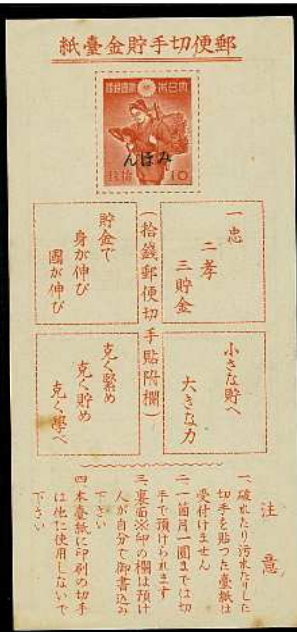 紙臺金貯手切便郵
便郵國帝本日大
んほみ
錢拾
10
(拾錢郵便切手貼附欄)
一忠
二孝
三貯金
貯金で
身が伸び
國が伸び
小さな貯へ
大きな力
克く緊め
克く貯め
克く學べ
注意
一、破れたり汚れたりした
切手を貼つた臺紙は
受付けません
二、一箇月一圓までは切
手で預けられます
三、裏面※印の欄は預け
人が自分で御書込み
下さい
四、本臺紙に印刷の切手
は他に使用しないで
下さい